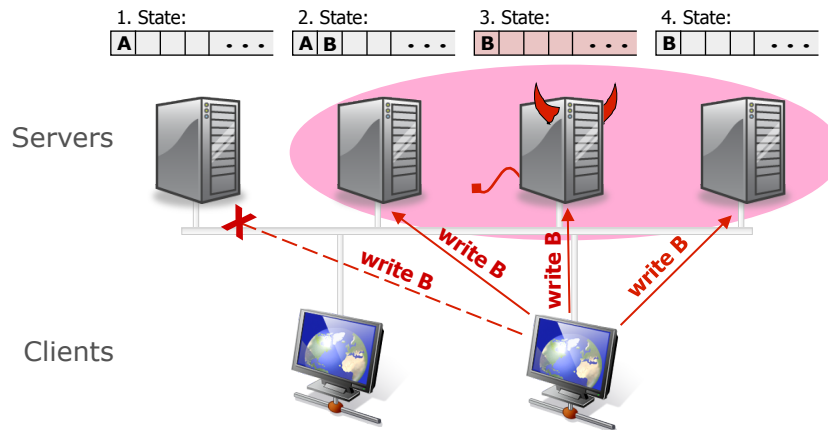 1. State: 2. State: 3. State: 4. State:
A ... A B ... B ... B ...
Servers
write B write B write B write B
Clients